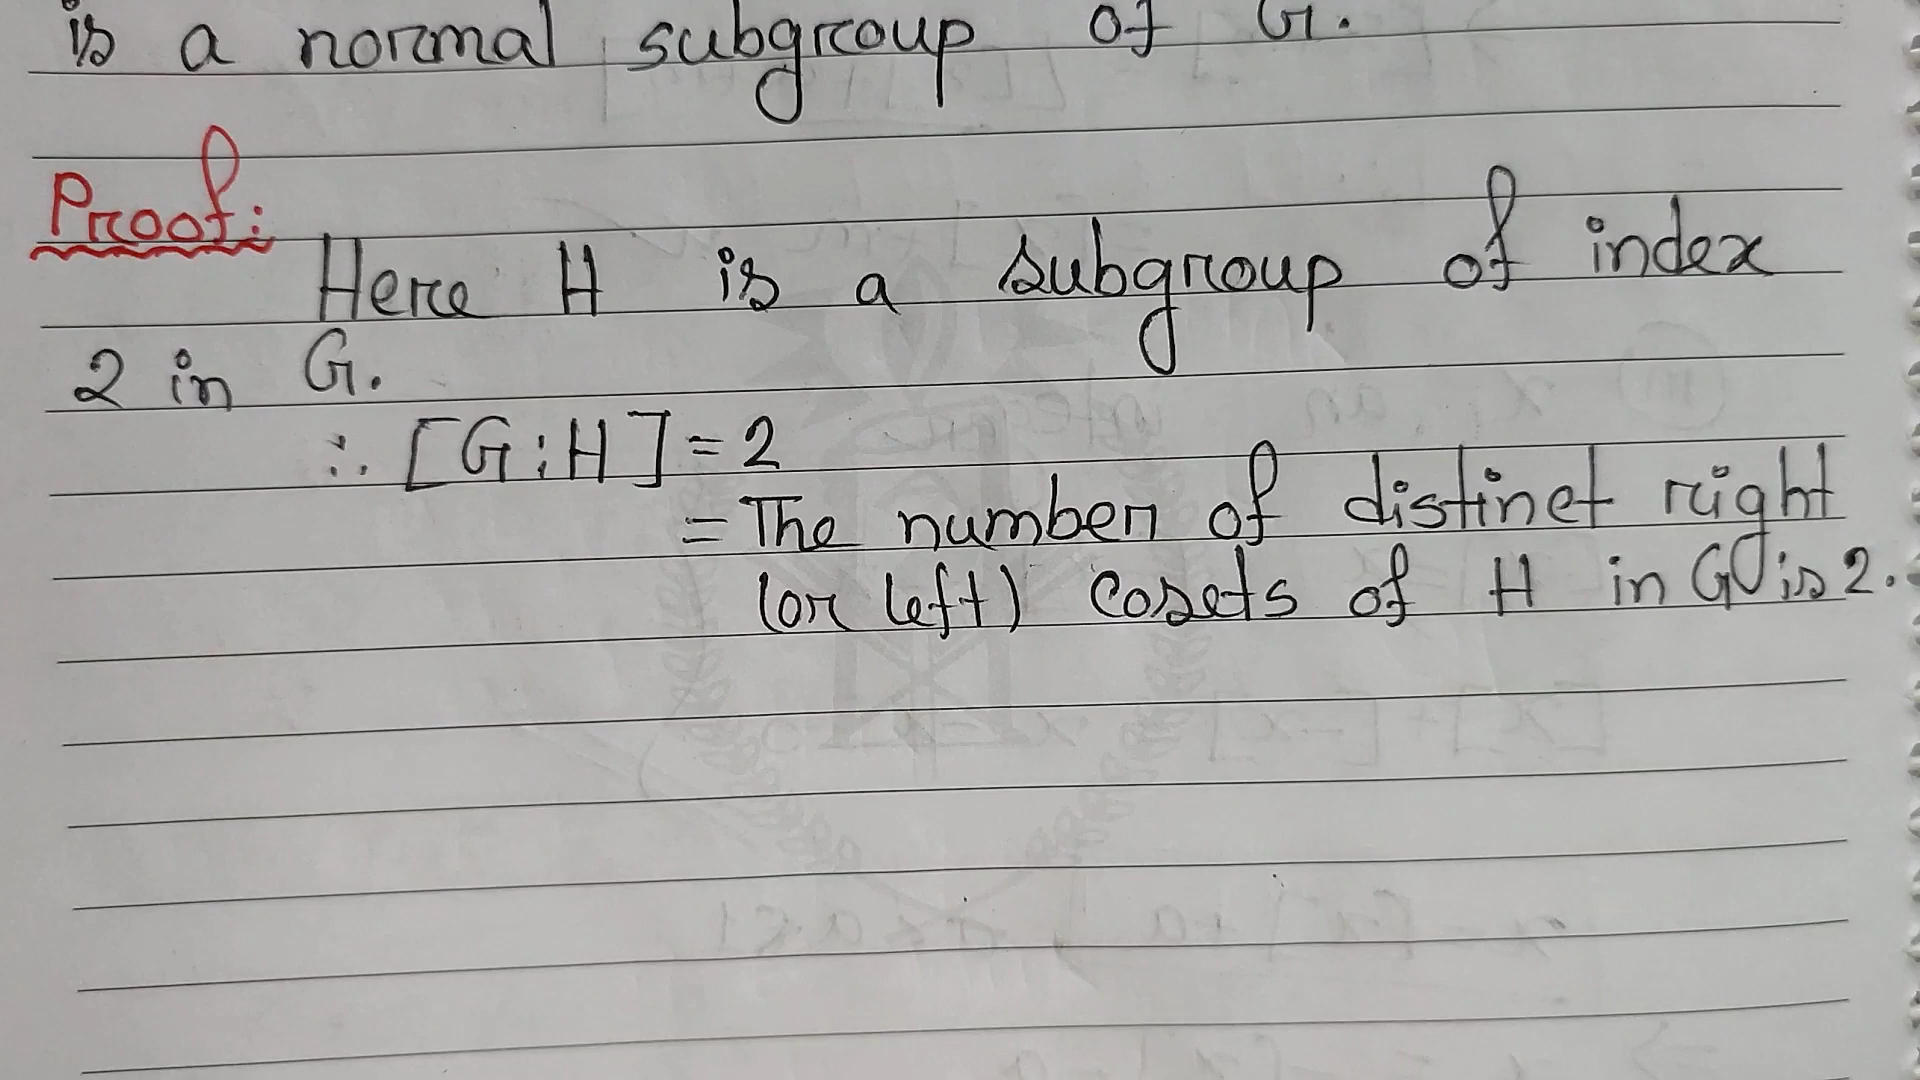 is a normal subgroup of G.
Proof:
Here H is a subgroup of index
2 in G.
∴ [G:H] = 2
= The number of distinct right
(or left) cosets of H in G is 2.